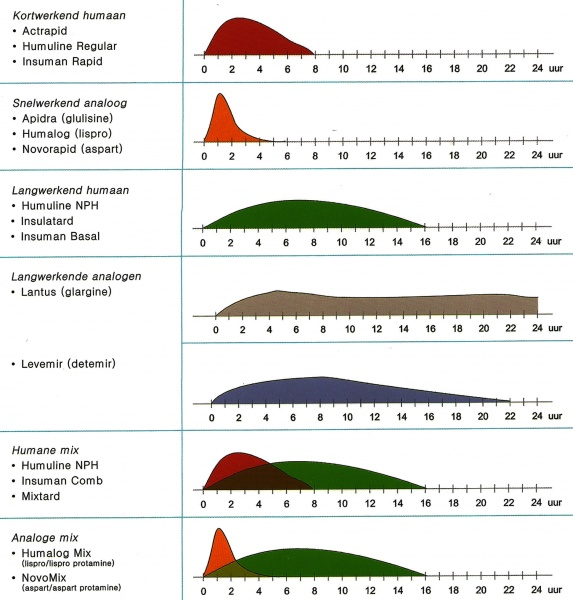 Kortwerkend humaan
• Actrapid
• Humuline Regular
• Insuman Rapid
0 2 4 6 8 10 12 14 16 18 20 22 24 uur
Snelwerkend analoog
• Apidra (glulisine)
• Humalog (lispro)
• Novorapid (aspart)
0 2 4 6 8 10 12 14 16 18 20 22 24 uur
Langwerkend humaan
• Humuline NPH
• Insulatard
• Insuman Basal
0 2 4 6 8 10 12 14 16 18 20 22 24 uur
Langwerkende analogen
• Lantus (glargine)
0 2 4 6 8 10 12 14 16 18 20 22 24 uur
• Levemir (detemir)
0 2 4 6 8 10 12 14 16 18 20 22 24 uur
Humane mix
• Humuline NPH
• Insuman Comb
• Mixtard
0 2 4 6 8 10 12 14 16 18 20 22 24 uur
Analoge mix
• Humalog Mix
(lispro/lispro protamine)
• NovoMix
(aspart/aspart protamine)
0 2 4 6 8 10 12 14 16 18 20 22 24 uur